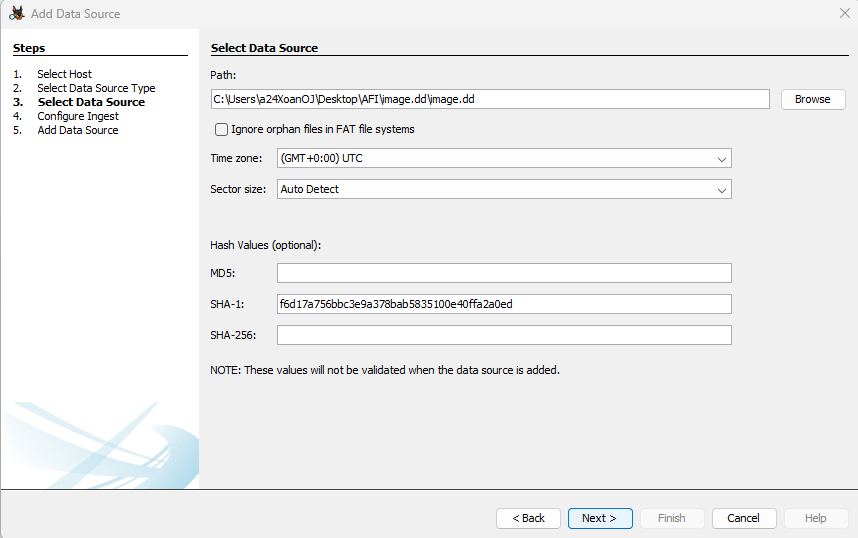 Add Data Source
Steps
1. Select Host
2. Select Data Source Type
3. Select Data Source
4. Configure Ingest
5. Add Data Source
Select Data Source
Path:
C:\Users\a24XoanOJ\Desktop\AFI\image.dd\image.dd
Browse
Ignore orphan files in FAT file systems
Time zone: (GMT+0:00) UTC
Sector size: Auto Detect
Hash Values (optional):
MD5:
SHA-1: f6d17a756bbc3e9a378bab5835100e40ffa2a0ed
SHA-256:
NOTE: These values will not be validated when the data source is added.
< Back Next > Finish Cancel Help